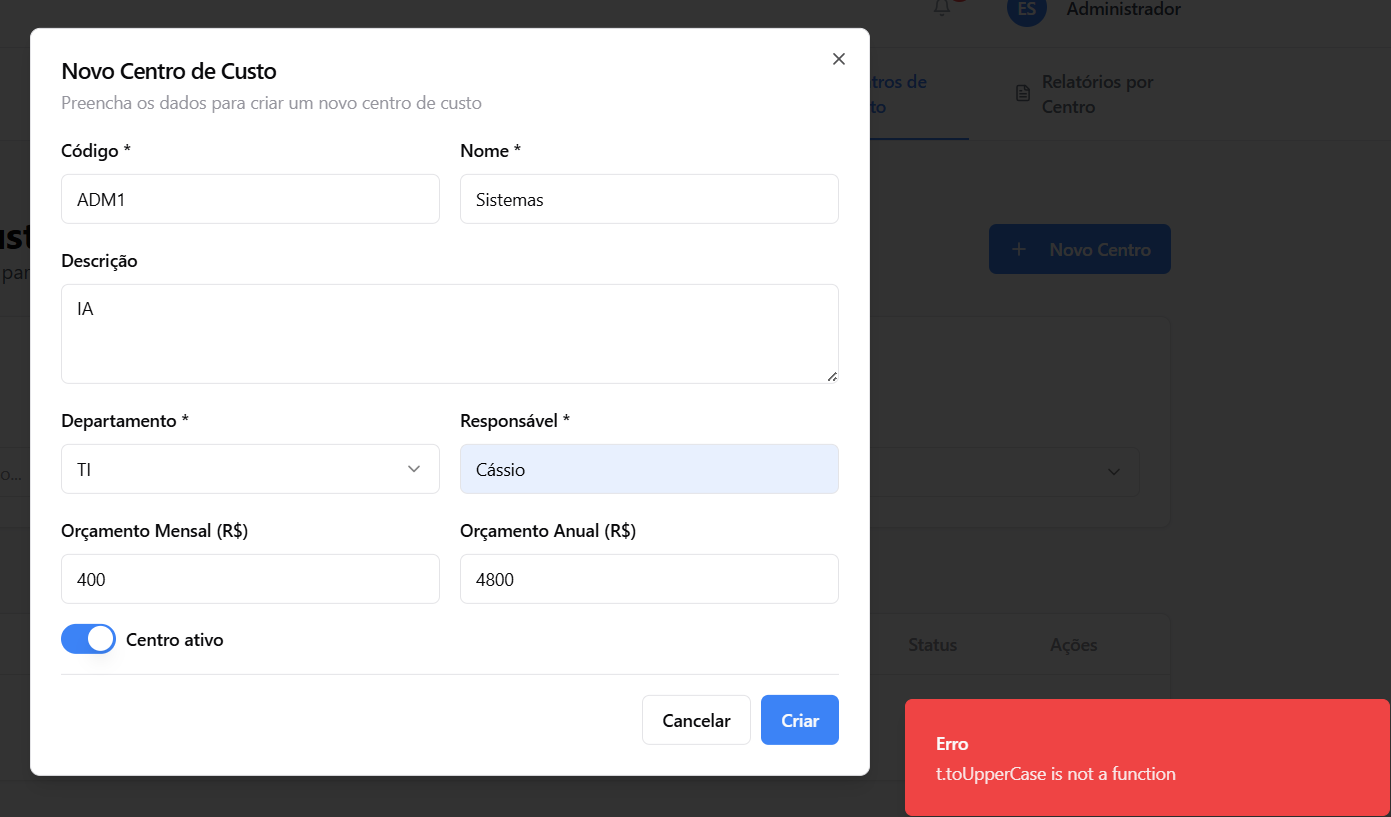 ES Administrador
Novo Centro de Custo
Preencha os dados para criar um novo centro de custo
tros de
to
Relatórios por
Centro
Código *
Nome *
ADM1
Sistemas
ust
par
Novo Centro
Descrição
IA
Departamento *
Responsável *
TI
Cássio
o...
Orçamento Mensal (R$)
Orçamento Anual (R$)
400
4800
Centro ativo
Status
Ações
Cancelar
Criar
Erro
t.toUpperCase is not a function